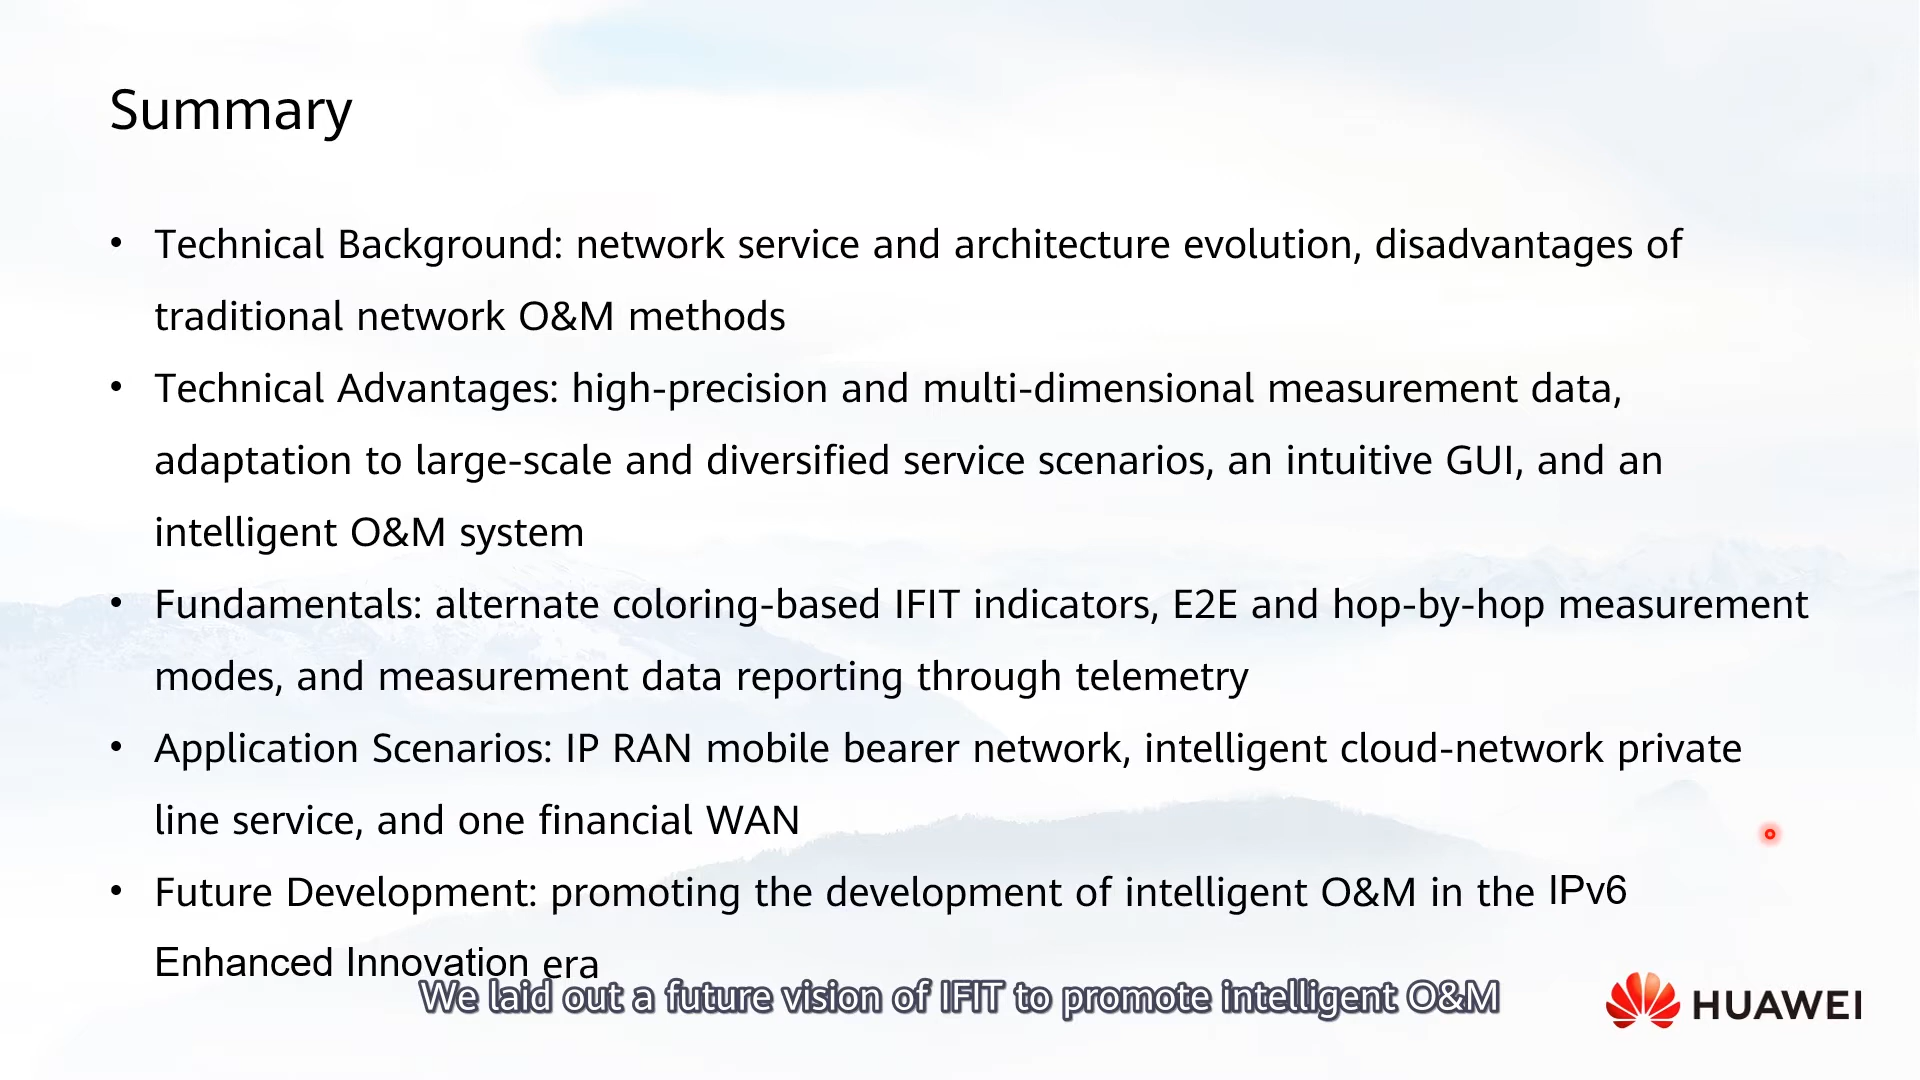 Summary
• Technical Background: network service and architecture evolution, disadvantages of
traditional network O&M methods
• Technical Advantages: high-precision and multi-dimensional measurement data,
adaptation to large-scale and diversified service scenarios, an intuitive GUI, and an
intelligent O&M system
• Fundamentals: alternate coloring-based IFIT indicators, E2E and hop-by-hop measurement
modes, and measurement data reporting through telemetry
• Application Scenarios: IP RAN mobile bearer network, intelligent cloud-network private
line service, and one financial WAN
• Future Development: promoting the development of intelligent O&M in the IPv6
Enhanced Innovation era
We laid out a future vision of IFIT to promote intelligent O&M
HUAWEI